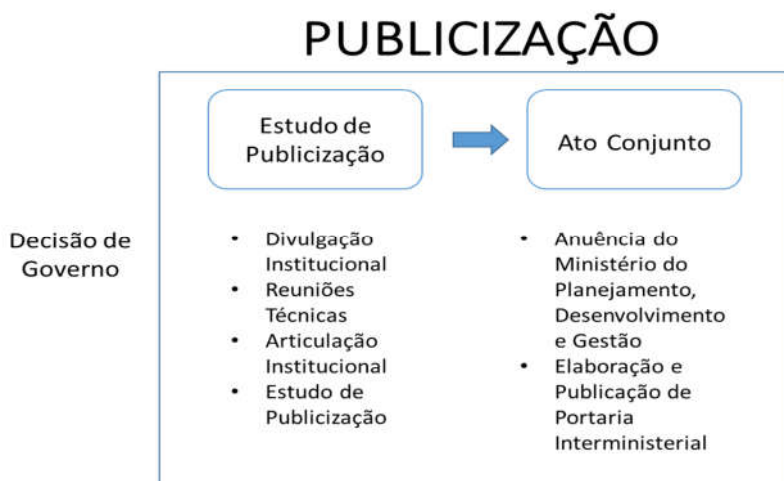 PUBLICIZAÇÃO
Estudo de
Publicização
Ato Conjunto
Decisão de
Governo
• Divulgação
Institucional
• Reuniões
Técnicas
• Articulação
Institucional
• Estudo de
Publicização
• Anuência do
Ministério do
Planejamento,
Desenvolvimento
e Gestão
• Elaboração e
Publicação de
Portaria
Interministerial